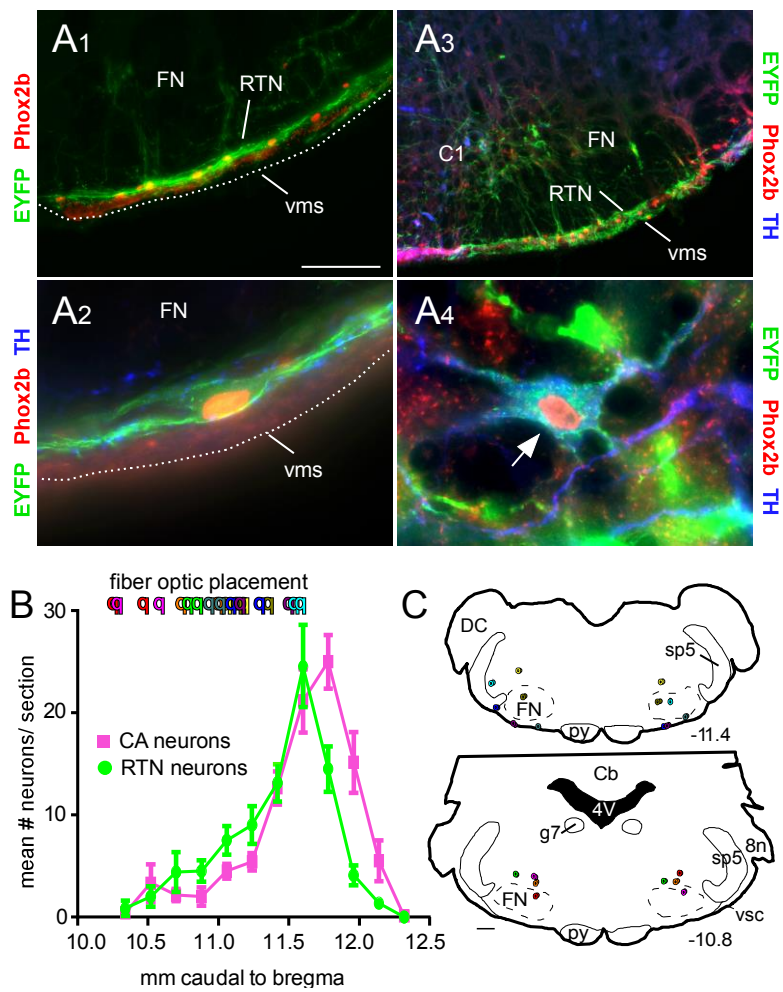 A1
FN
RTN
vms
EYFP Phox2b
A3
C1
FN
RTN
vms
EYFP Phox2b TH
A2
FN
vms
EYFP Phox2b TH
A4
EYFP Phox2b TH
B
fiber optic placement
30
20
10
0
mean # neurons/ section
CA neurons
RTN neurons
10.0 10.5 11.0 11.5 12.0 12.5
mm caudal to bregma
C
DC
sp5
FN
py
-11.4
Cb
4V
g7
8n
sp5
FN
vsc
py
-10.8